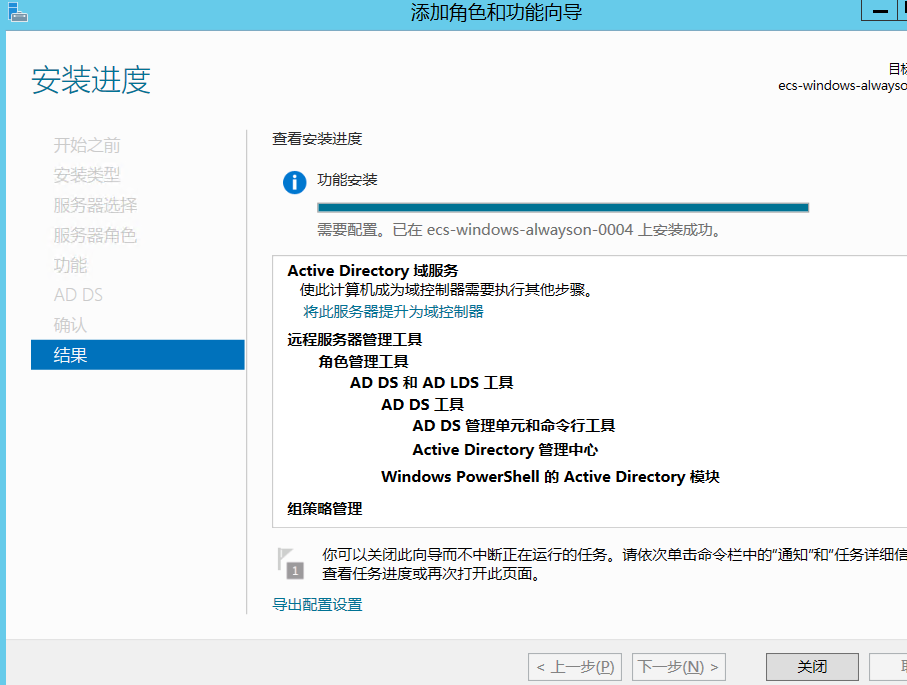 添加角色和功能向导
安装进度
目标
ecs-windows-alwayso
开始之前
安装类型
服务器选择
服务器角色
功能
AD DS
确认
结果
查看安装进度
功能安装
需要配置。已在 ecs-windows-alwayson-0004 上安装成功。
Active Directory 域服务
使此计算机成为域控制器需要执行其他步骤。
将此服务器提升为域控制器
远程服务器管理工具
角色管理工具
AD DS 和 AD LDS 工具
AD DS 工具
AD DS 管理单元和命令行工具
Active Directory 管理中心
Windows PowerShell 的 Active Directory 模块
组策略管理
1
你可以关闭此向导而不中断正在运行的任务。请依次单击命令栏中的"通知"和"任务详细信
查看任务进度或再次打开此页面。
导出配置设置
< 上一步(P)
下一步(N) >
关闭